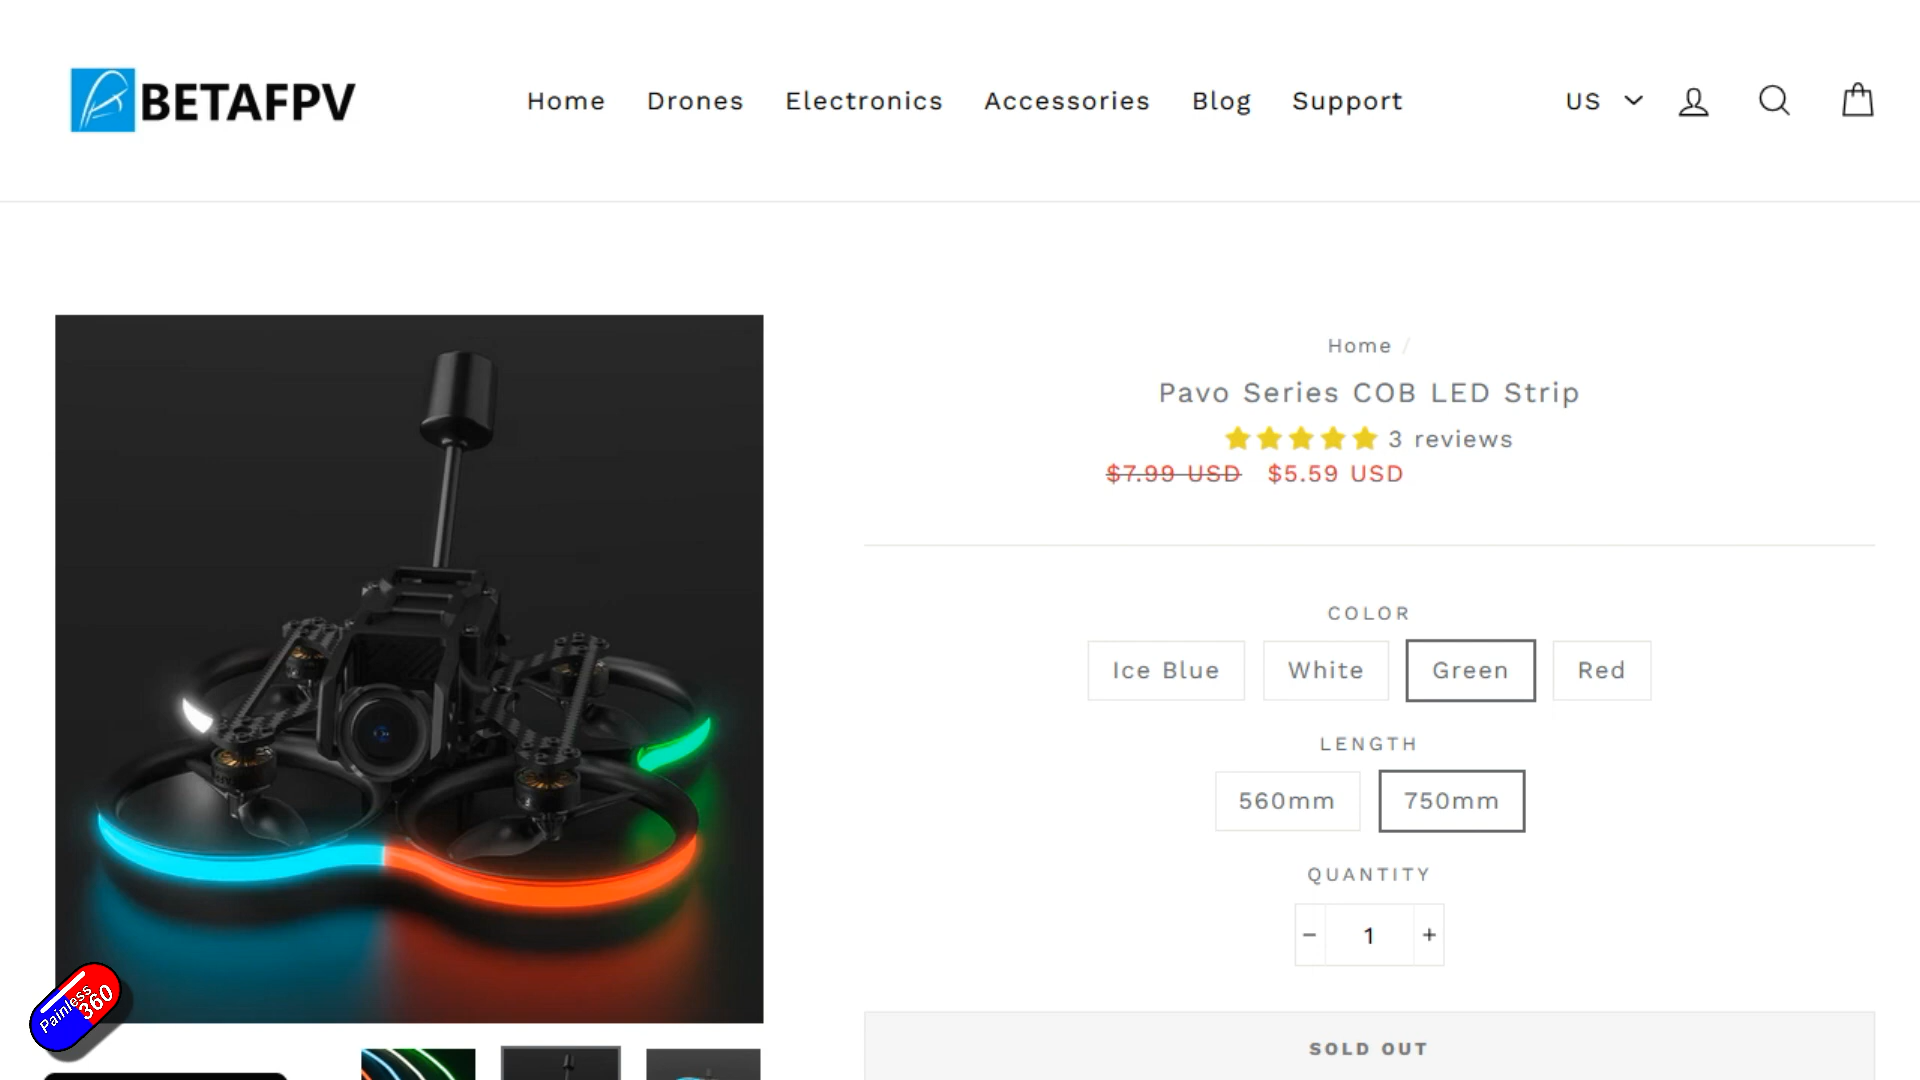 BETAFPV
Home Drones Electronics Accessories Blog Support US
Home /
Pavo Series COB LED Strip
3 reviews
$7.99 USD $5.59 USD
COLOR
Ice Blue White Green Red
LENGTH
560mm 750mm
QUANTITY
− 1 +
SOLD OUT
Painless
360